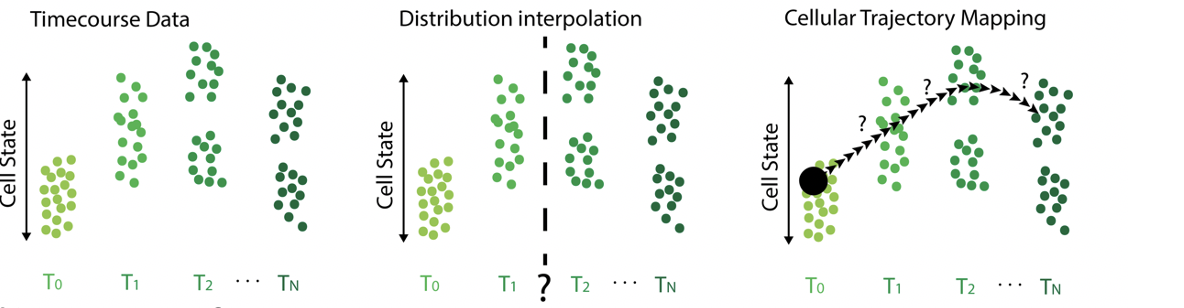 Timecourse Data
Cell State
T0 T1 T2 ... TN
Distribution interpolation
Cell State
T0 T1 ? T2 ... TN
Cellular Trajectory Mapping
Cell State
? ? ?
T0 T1 T2 ... TN